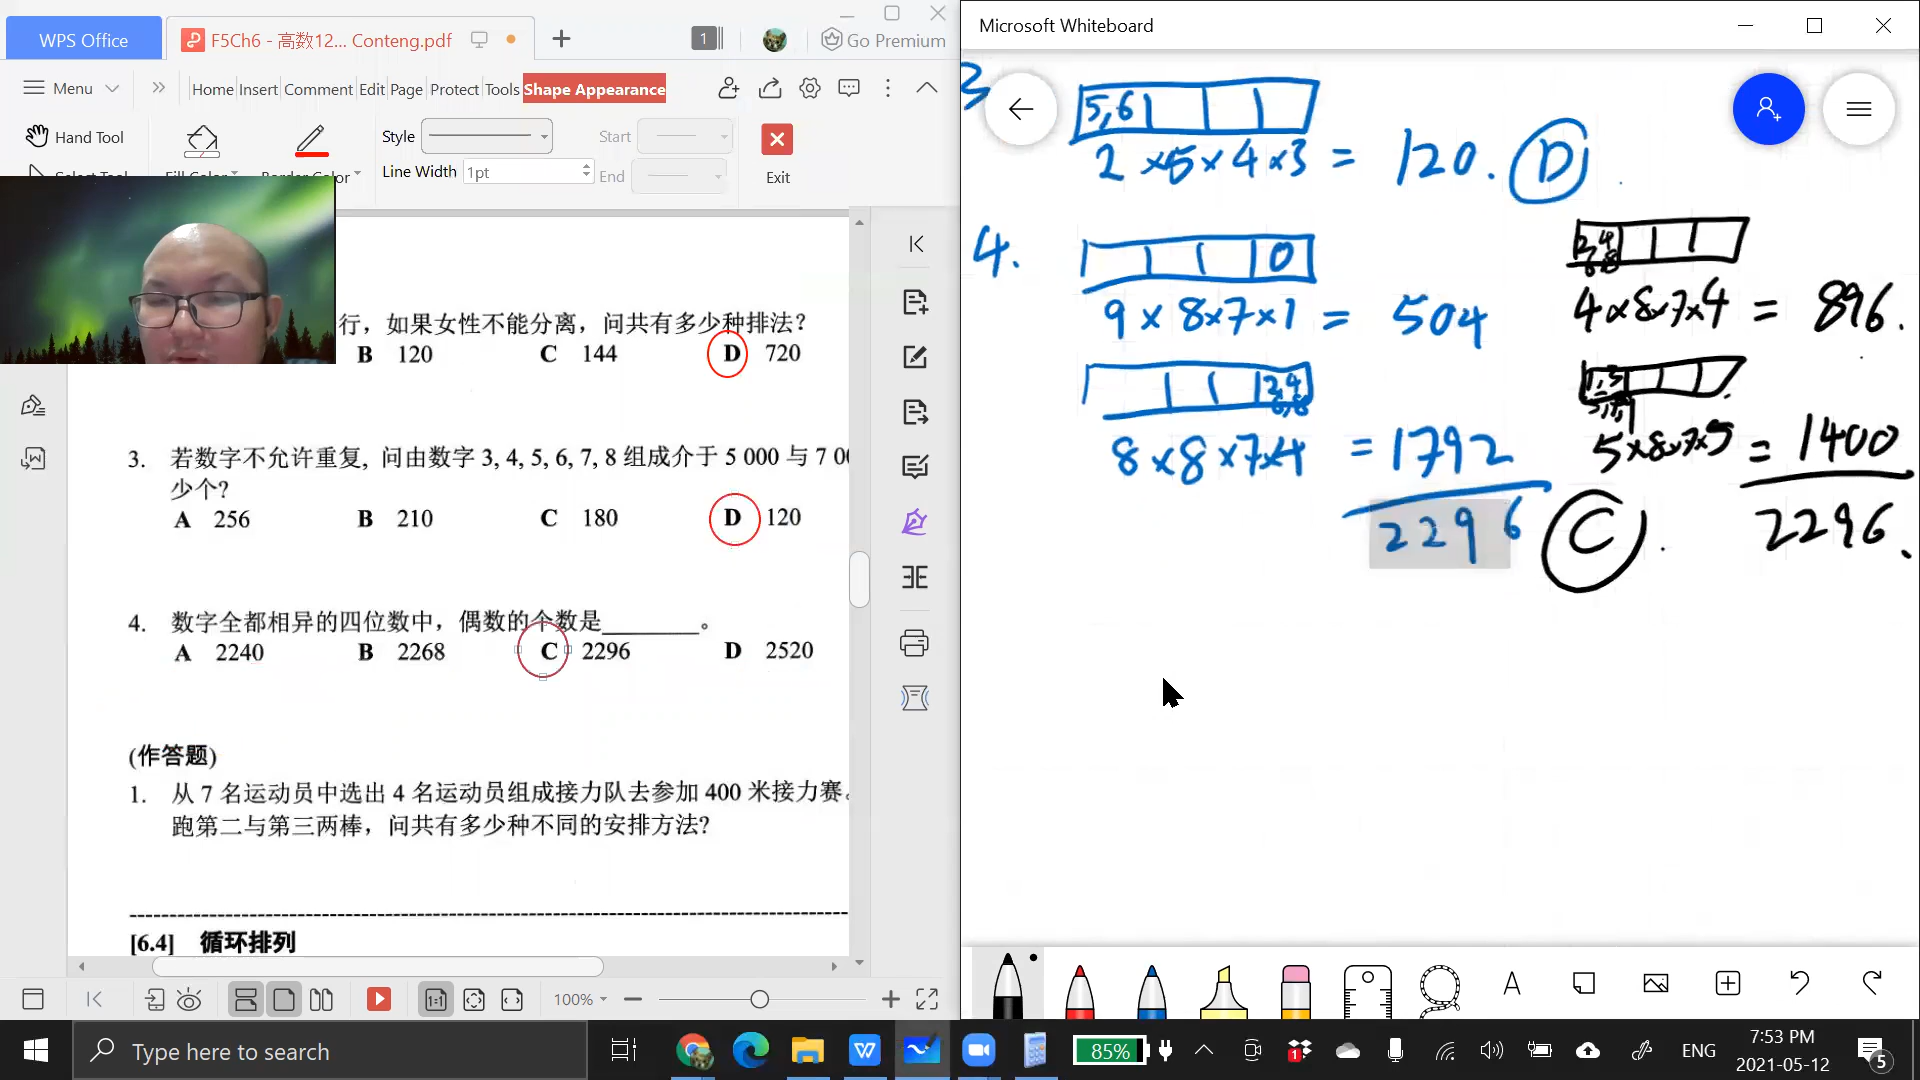 WPS Office
F5Ch6 - 高数12... Conteng.pdf
1
Go Premium
Menu
Home Insert Comment Edit Page Protect Tools Shape Appearance
Hand Tool
Style
Start
Exit
Line Width 1pt
End
行，如果女性不能分离，问共有多少种排法?
B 120 C 144 D 720
3. 若数字不允许重复, 问由数字 3, 4, 5, 6, 7, 8 组成介于 5 000 与 7 0
少个?
A 256 B 210 C 180 D 120
4. 数字全都相异的四位数中，偶数的个数是________。
A 2240 B 2268 C 2296 D 2520
(作答题)
1. 从 7 名运动员中选出 4 名运动员组成接力队去参加 400 米接力赛。
跑第二与第三两棒，问共有多少种不同的安排方法?
[6.4] 循环排列
100%
Microsoft Whiteboard
3
5,6
2 × 5 × 4 × 3 = 120. D
4.
0
9 × 8 × 7 × 1 = 504
2,4
6,8
8 × 8 × 7 × 4 = 1792
2296 C
2,4
6,8
4 × 8 × 7 × 4 = 896.
5 × 8 × 7 × 5 = 1400
2296.
Type here to search
85%
ENG
7:53 PM
2021-05-12
5